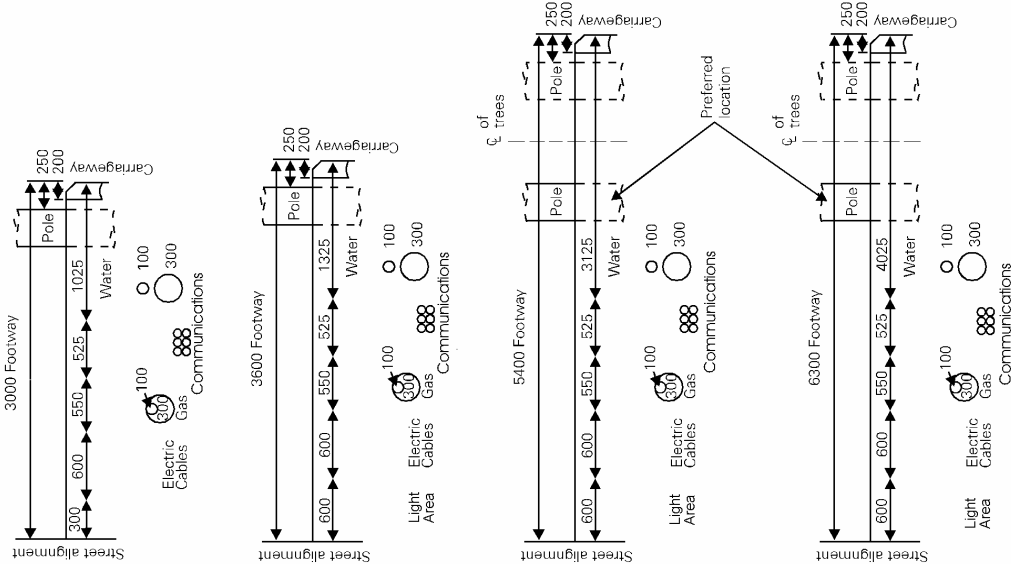 250
200
Carriageway
Pole
3000 Footway
1025
Water
100
300
525
Communications
550
100
300
Gas
600
Electric
Cables
300
Street alignment
250
200
Carriageway
Pole
3600 Footway
1325
Water
100
300
525
Communications
550
100
300
Gas
600
Electric
Cables
600
Light
Area
Street alignment
250
200
Carriageway
Pole
℄ of
trees
Preferred
location
Pole
5400 Footway
3125
Water
100
300
525
Communications
550
100
300
Gas
600
Electric
Cables
600
Light
Area
Street alignment
250
200
Carriageway
Pole
℄ of
trees
Pole
6300 Footway
4025
Water
100
300
525
Communications
550
100
300
Gas
600
Electric
Cables
600
Light
Area
Street alignment